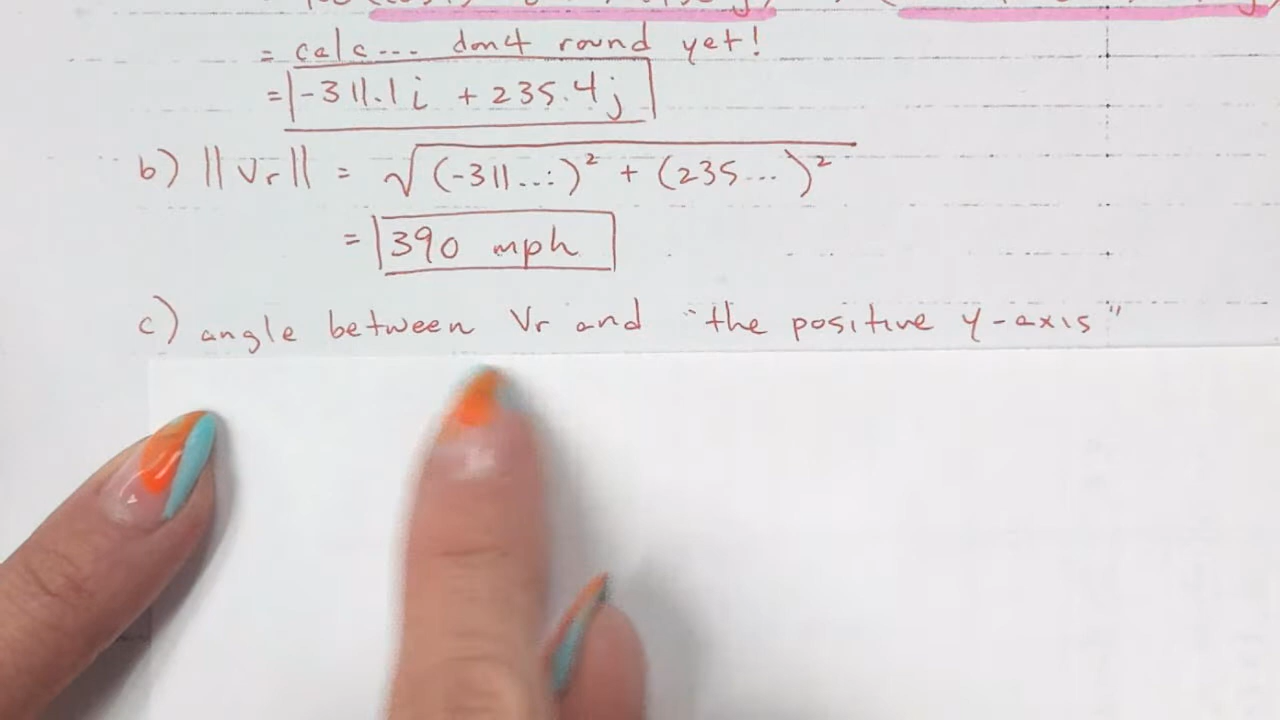 = calc... don't round yet!
= -311.1i + 235.4j
b) ||Vr|| = √(-311...)² + (235...)²
= 390 mph
c) angle between Vr and "the positive y-axis"